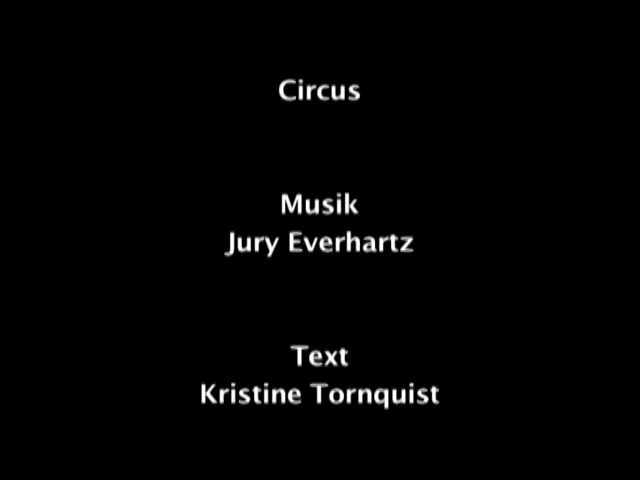 Circus
Musik
Jury Everhartz
Text
Kristine Tornquist